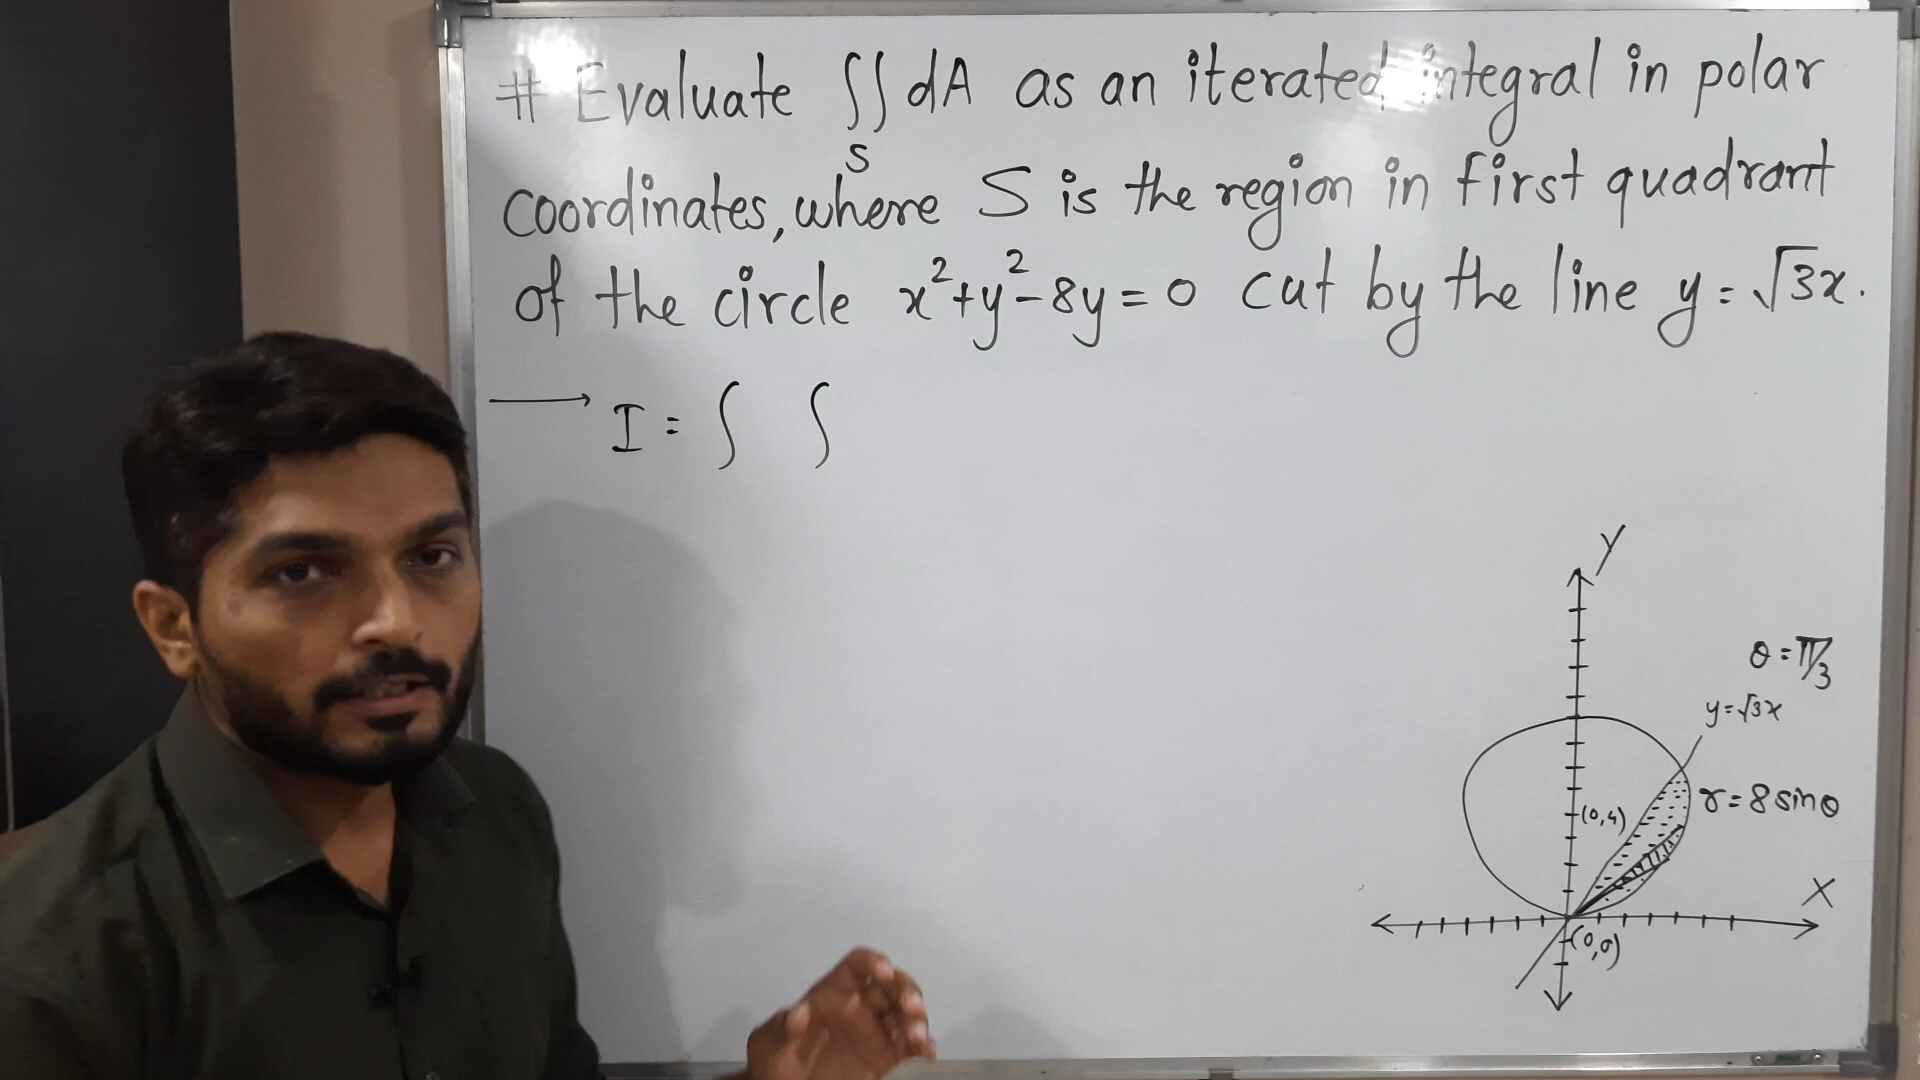 # Evaluate ∬ dA as an iterated integral in polar
S
coordinates, where S is the region in first quadrant
of the circle x²+y²-8y=0 cut by the line y=√3x.
→ I = ∫ ∫
Y
θ=π/3
y=√3x
(0,4)
r=8sinθ
X
(0,0)